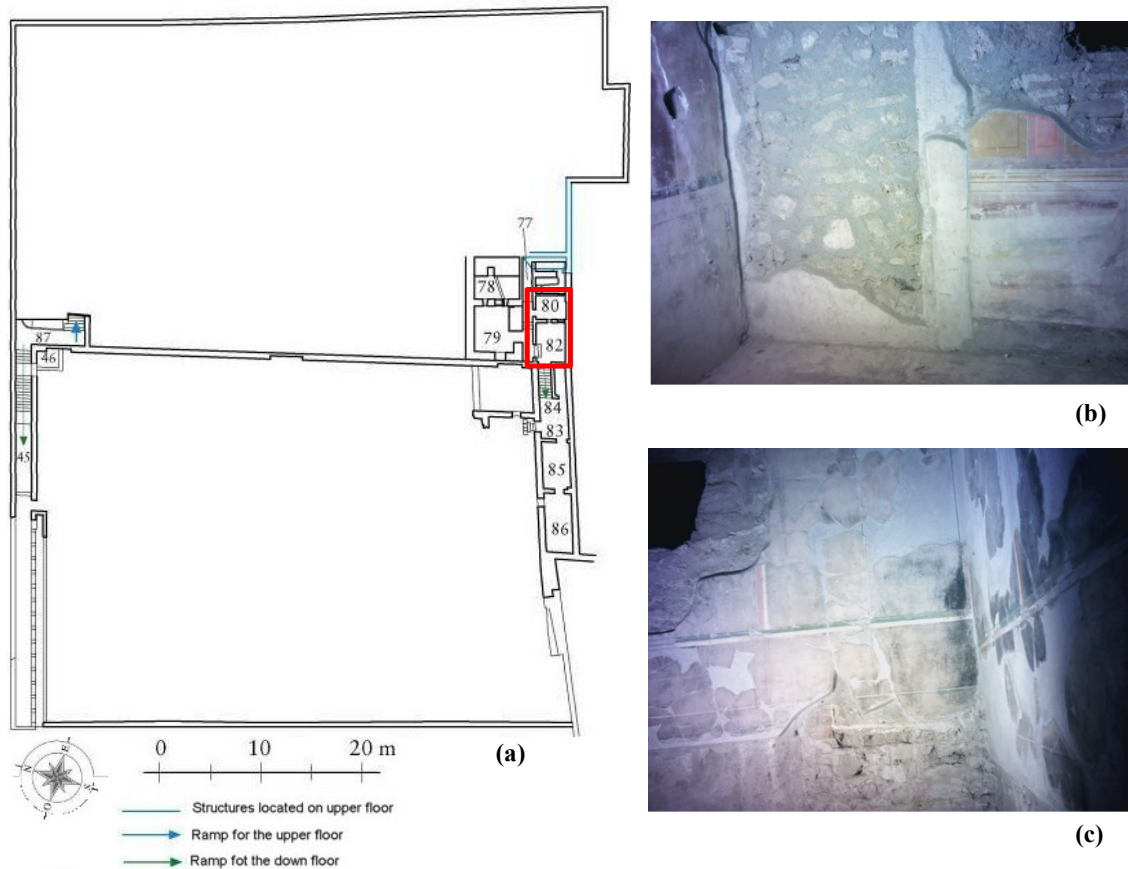 77
78
80
79
82
87
46
84
83
45
85
86
(a)
(b)
(c)
N
E
S
O
0 10 20 m
Structures located on upper floor
Ramp for the upper floor
Ramp fot the down floor